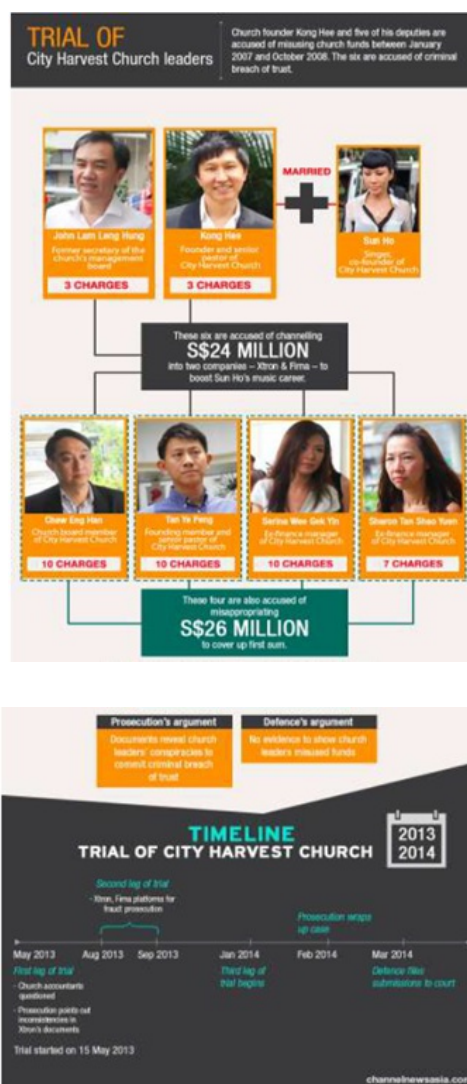 TRIAL OF
City Harvest Church leaders
Church founder Kong Hee and five of his deputies are
accused of misusing church funds between January
2007 and October 2008. The six are accused of criminal
breach of trust.
MARRIED
John Lam Leng Hung
Former secretary of the
church's management
board
3 CHARGES
Kong Hee
Founder and senior
pastor of
City Harvest Church
3 CHARGES
Sun Ho
Singer,
co-founder of
City Harvest Church
These six are accused of channelling
S$24 MILLION
into two companies – Xtron & Firna – to
boost Sun Ho's music career.
Chew Eng Han
Church board member
of City Harvest Church
10 CHARGES
Tan Ye Peng
Founding member and
senior pastor of
City Harvest Church
10 CHARGES
Serina Wee Gek Yin
Ex-finance manager
of City Harvest Church
10 CHARGES
Sharon Tan Shao Yuen
Ex-finance manager
of City Harvest Church
7 CHARGES
These four are also accused of
misappropriating
S$26 MILLION
to cover up first sum.
Prosecution's argument
Documents reveal church
leaders' conspiracies to
commit criminal breach
of trust
Defence's argument
No evidence to show church
leaders misused funds
TIMELINE
TRIAL OF CITY HARVEST CHURCH
2013
2014
Second leg of trial
- Xtron, Firna platforms for
fraud: prosecution
Prosecution wraps
up case
May 2013
Aug 2013
Sep 2013
Jan 2014
Feb 2014
Mar 2014
First leg of trial
- Church accountants
questioned
- Prosecution points out
inconsistencies in
Xtron's documents
Third leg of
trial begins
Defence files
submissions to court
Trial started on 15 May 2013
channelnewsasia.com